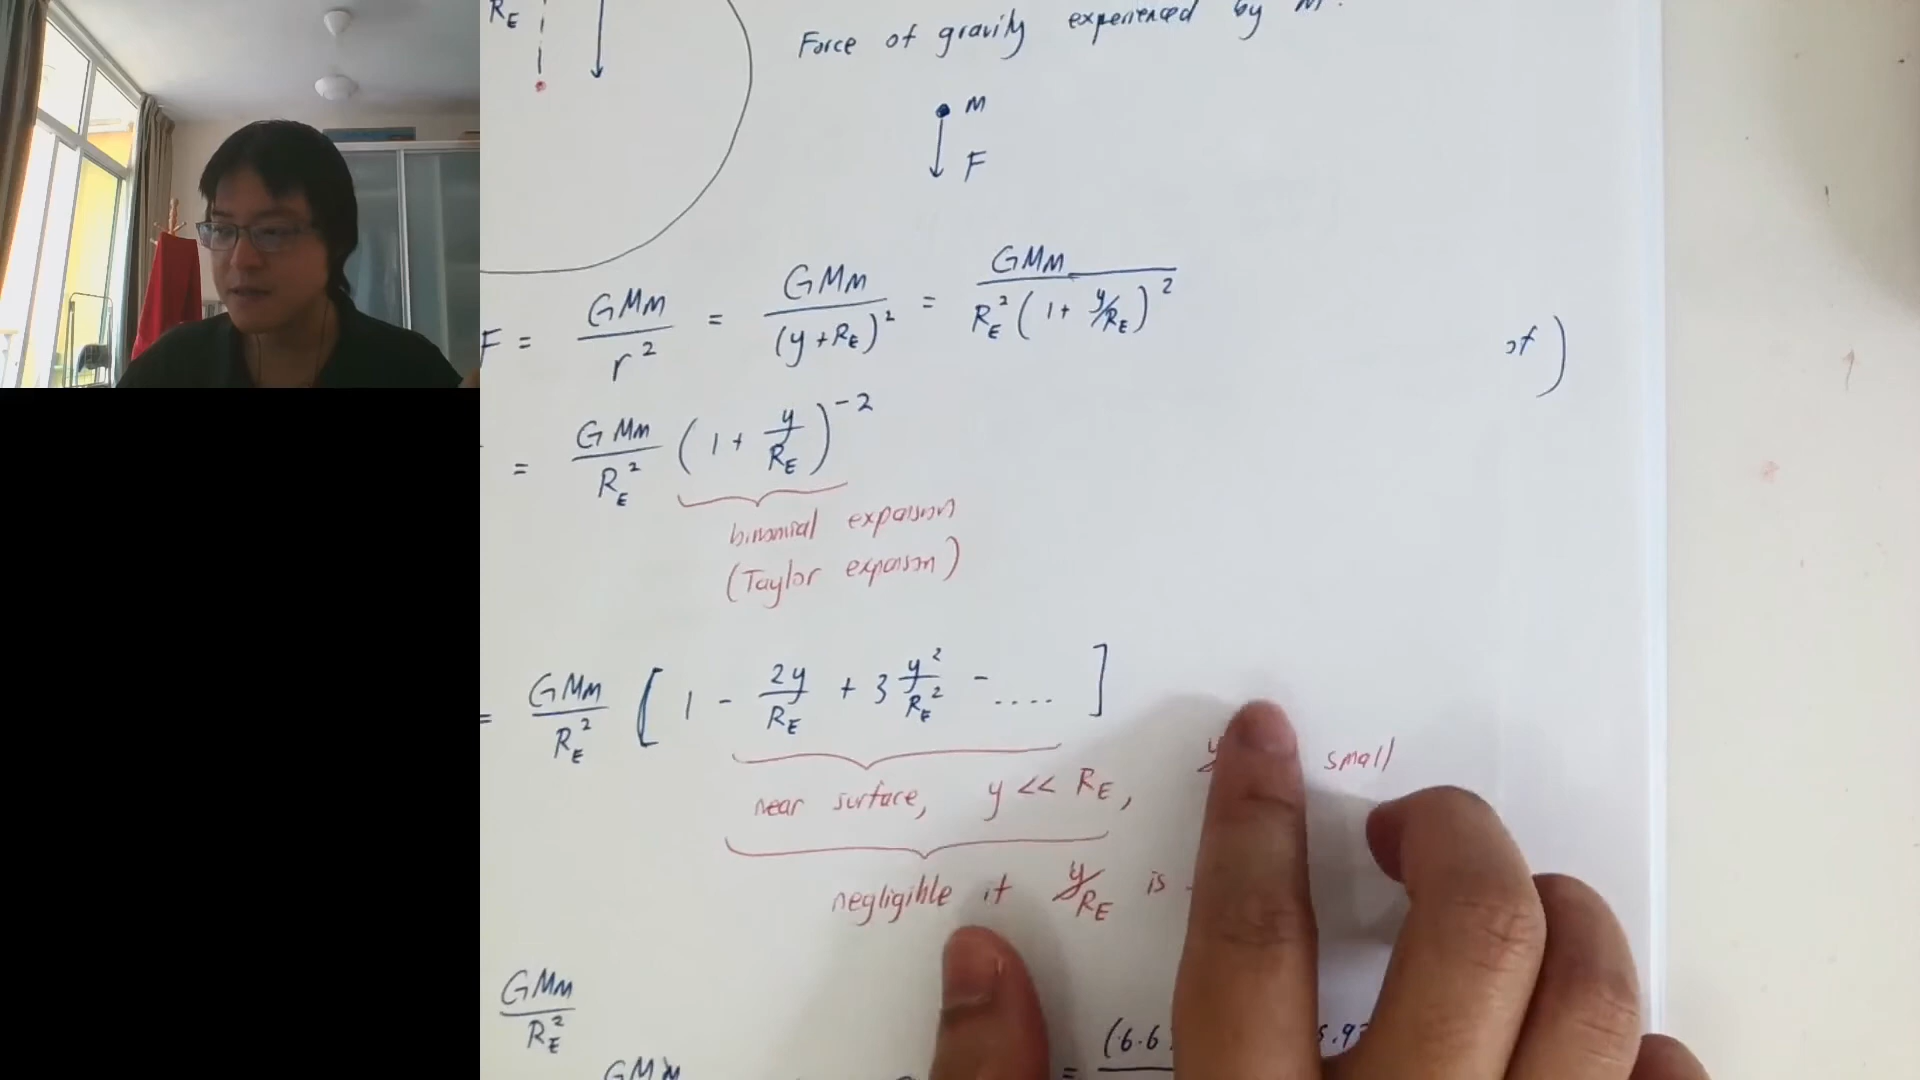 R_E
Force of gravity experienced by m.
m
F
F = GMm / r² = GMm / (y + R_E)² = GMm / R_E² (1 + y/R_E)²
of )
= GMm / R_E² (1 + y/R_E)⁻²
binomial expansion
(Taylor expansion)
= GMm / R_E² [ 1 - 2y/R_E + 3 y²/R_E² - .... ]
near surface, y << R_E, small
negligible if y/R_E is
GMm / R_E²
GMm = (6.6